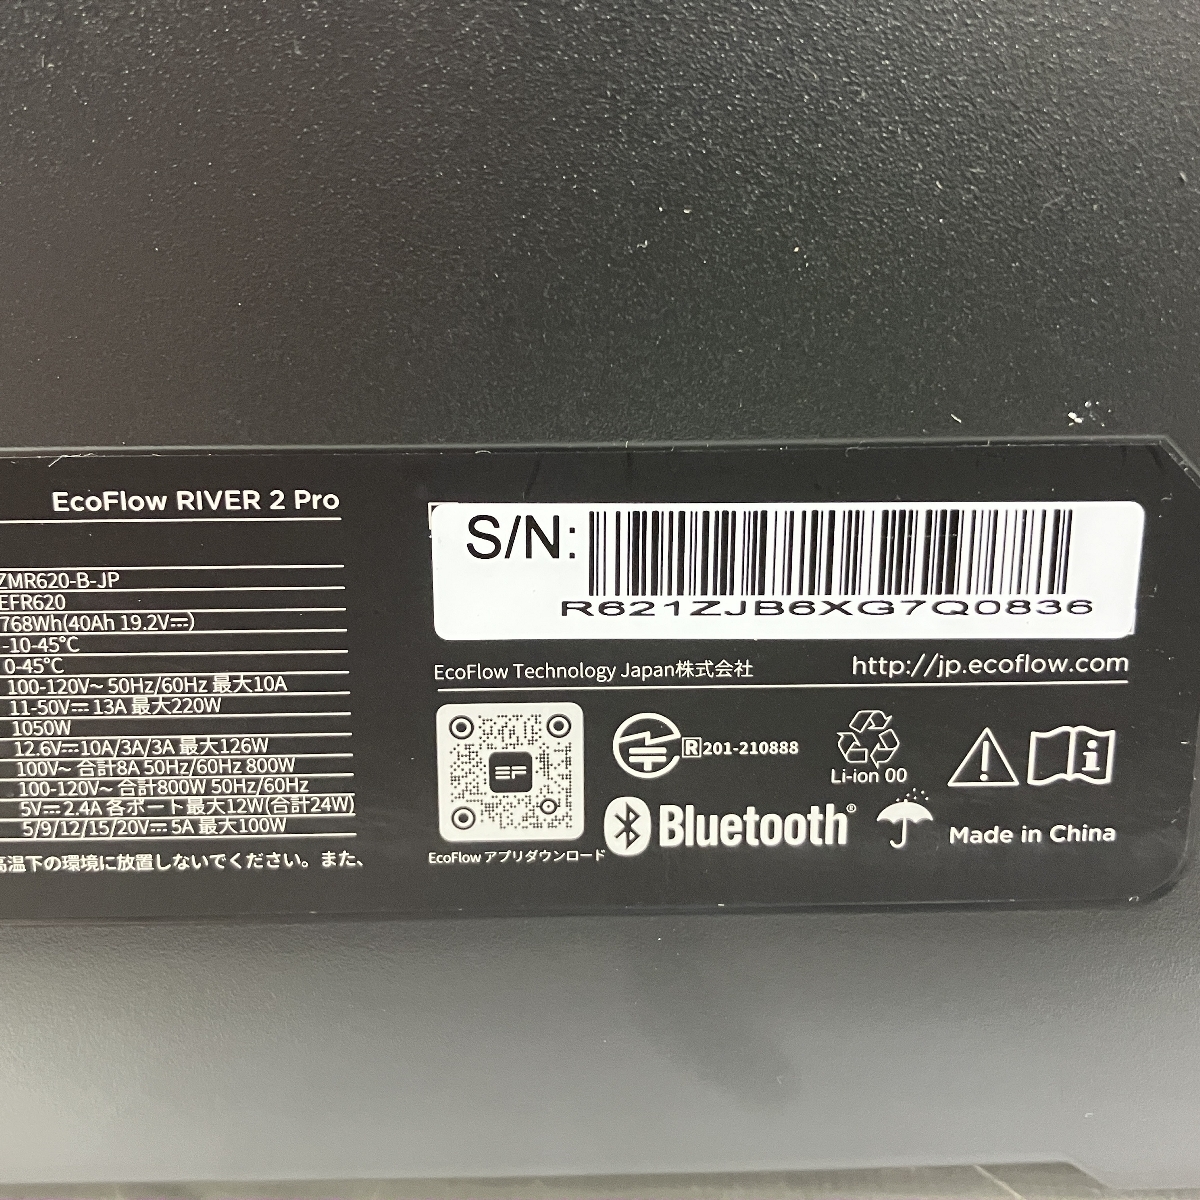 EcoFlow RIVER 2 Pro
ZMR620-B-JP
EFR620
768Wh(40Ah 19.2V⎓)
-10-45°C
0-45°C
100-120V~ 50Hz/60Hz 最大10A
11-50V⎓13A 最大220W
1050W
12.6V⎓10A/3A/3A 最大126W
100V~ 合計8A 50Hz/60Hz 800W
100-120V~ 合計800W 50Hz/60Hz
5V⎓2.4A 各ポート最大12W(合計24W)
5/9/12/15/20V⎓5A 最大100W
高温下の環境に放置しないでください。また、
S/N:
R621ZJB6XG7Q0836
EcoFlow Technology Japan株式会社
http://jp.ecoflow.com
EF
R 201-210888
Li-ion 00
i
Bluetooth®
Made in China
EcoFlow アプリダウンロード